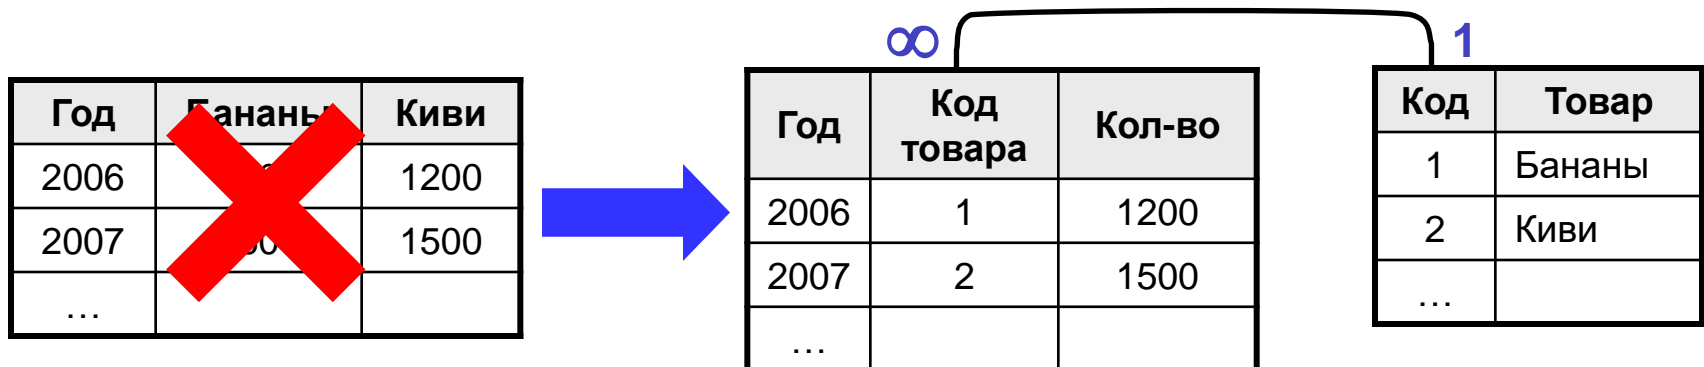 ∞ 1
Год Киви
2006 1200
2007 1500
…
Год Код товара Кол-во
2006 1 1200
2007 2 1500
…
Код Товар
1 Бананы
2 Киви
…